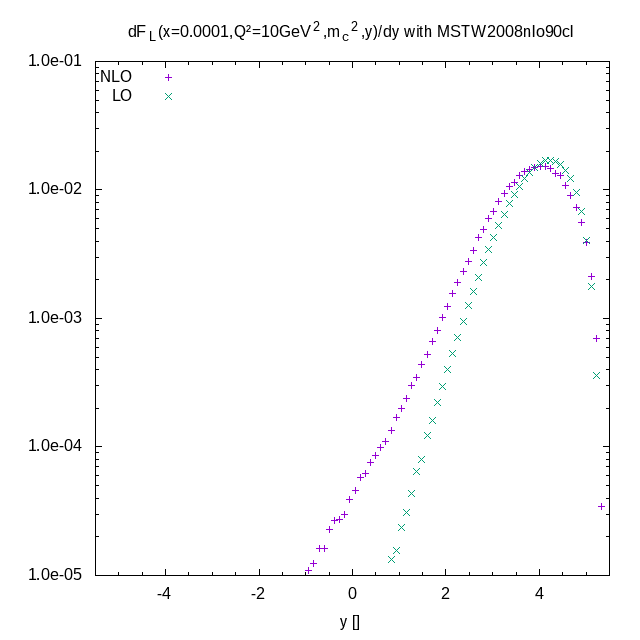 dF_L(x=0.0001,Q²=10GeV²,m_c²,y)/dy with MSTW2008nlo90cl
1.0e-01
NLO
LO
1.0e-02
1.0e-03
1.0e-04
1.0e-05
-4 -2 0 2 4
y []